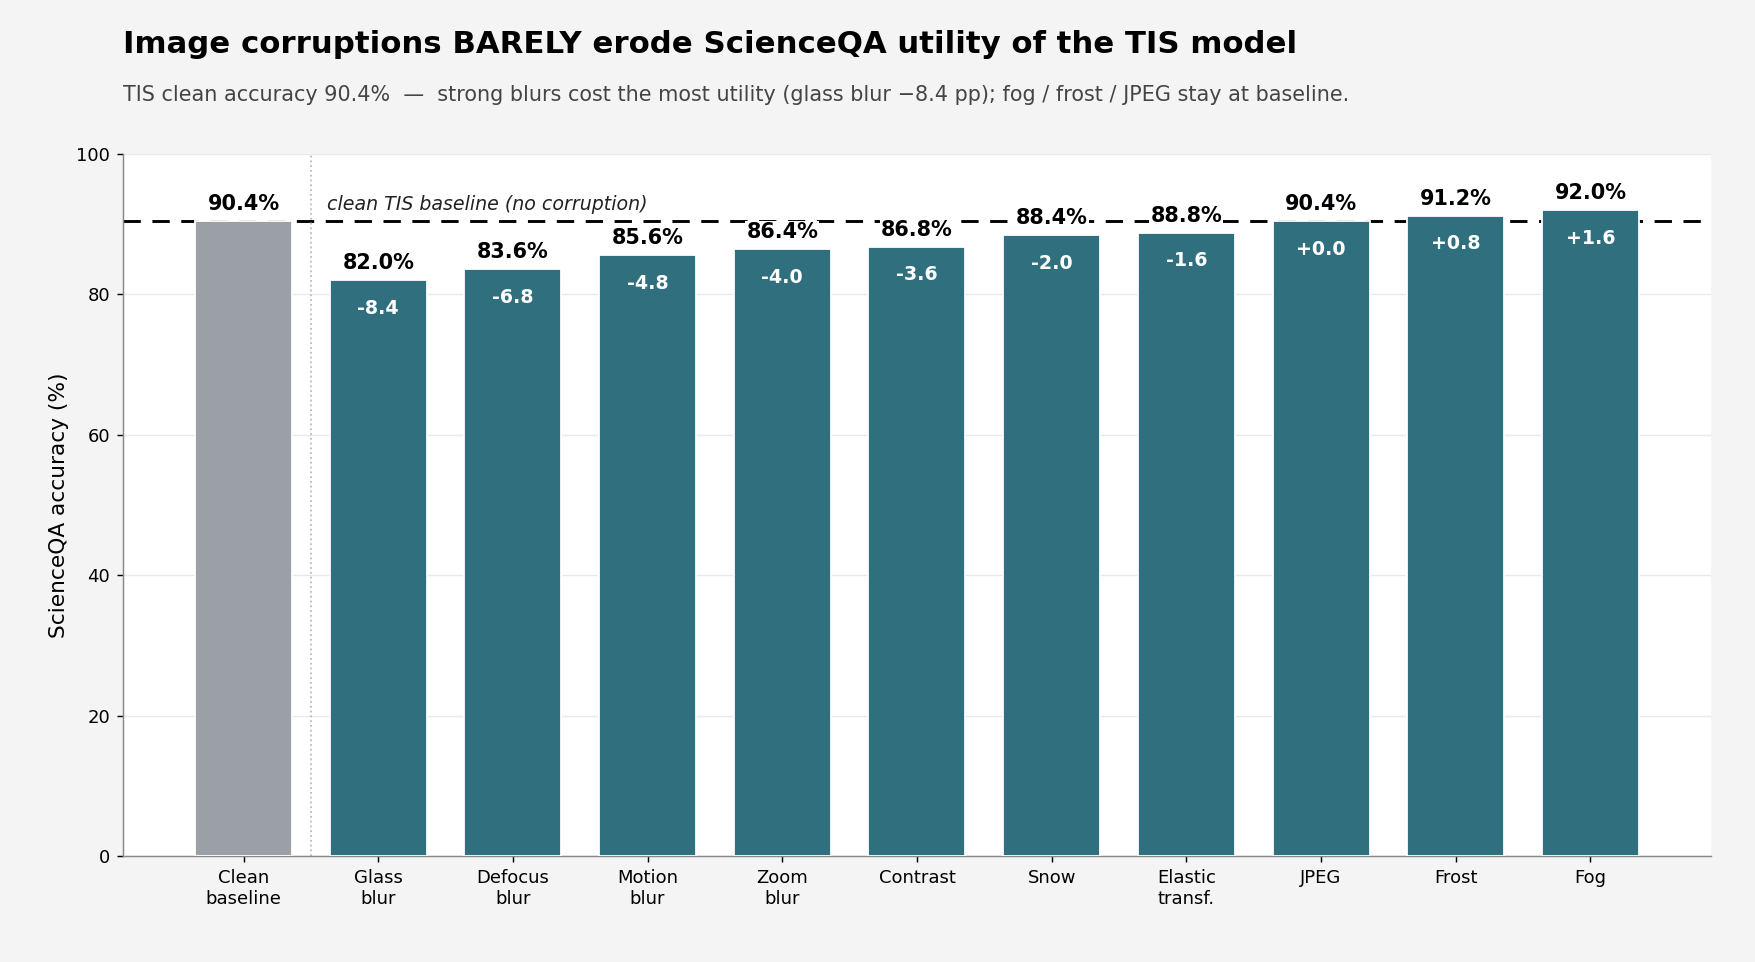 Image corruptions BARELY erode ScienceQA utility of the TIS model
TIS clean accuracy 90.4% — strong blurs cost the most utility (glass blur −8.4 pp); fog / frost / JPEG stay at baseline.
ScienceQA accuracy (%)
100
80
60
40
20
0
clean TIS baseline (no corruption)
90.4%
82.0%
83.6%
85.6%
86.4%
86.8%
88.4%
88.8%
90.4%
91.2%
92.0%
-8.4
-6.8
-4.8
-4.0
-3.6
-2.0
-1.6
+0.0
+0.8
+1.6
Clean
baseline
Glass
blur
Defocus
blur
Motion
blur
Zoom
blur
Contrast
Snow
Elastic
transf.
JPEG
Frost
Fog